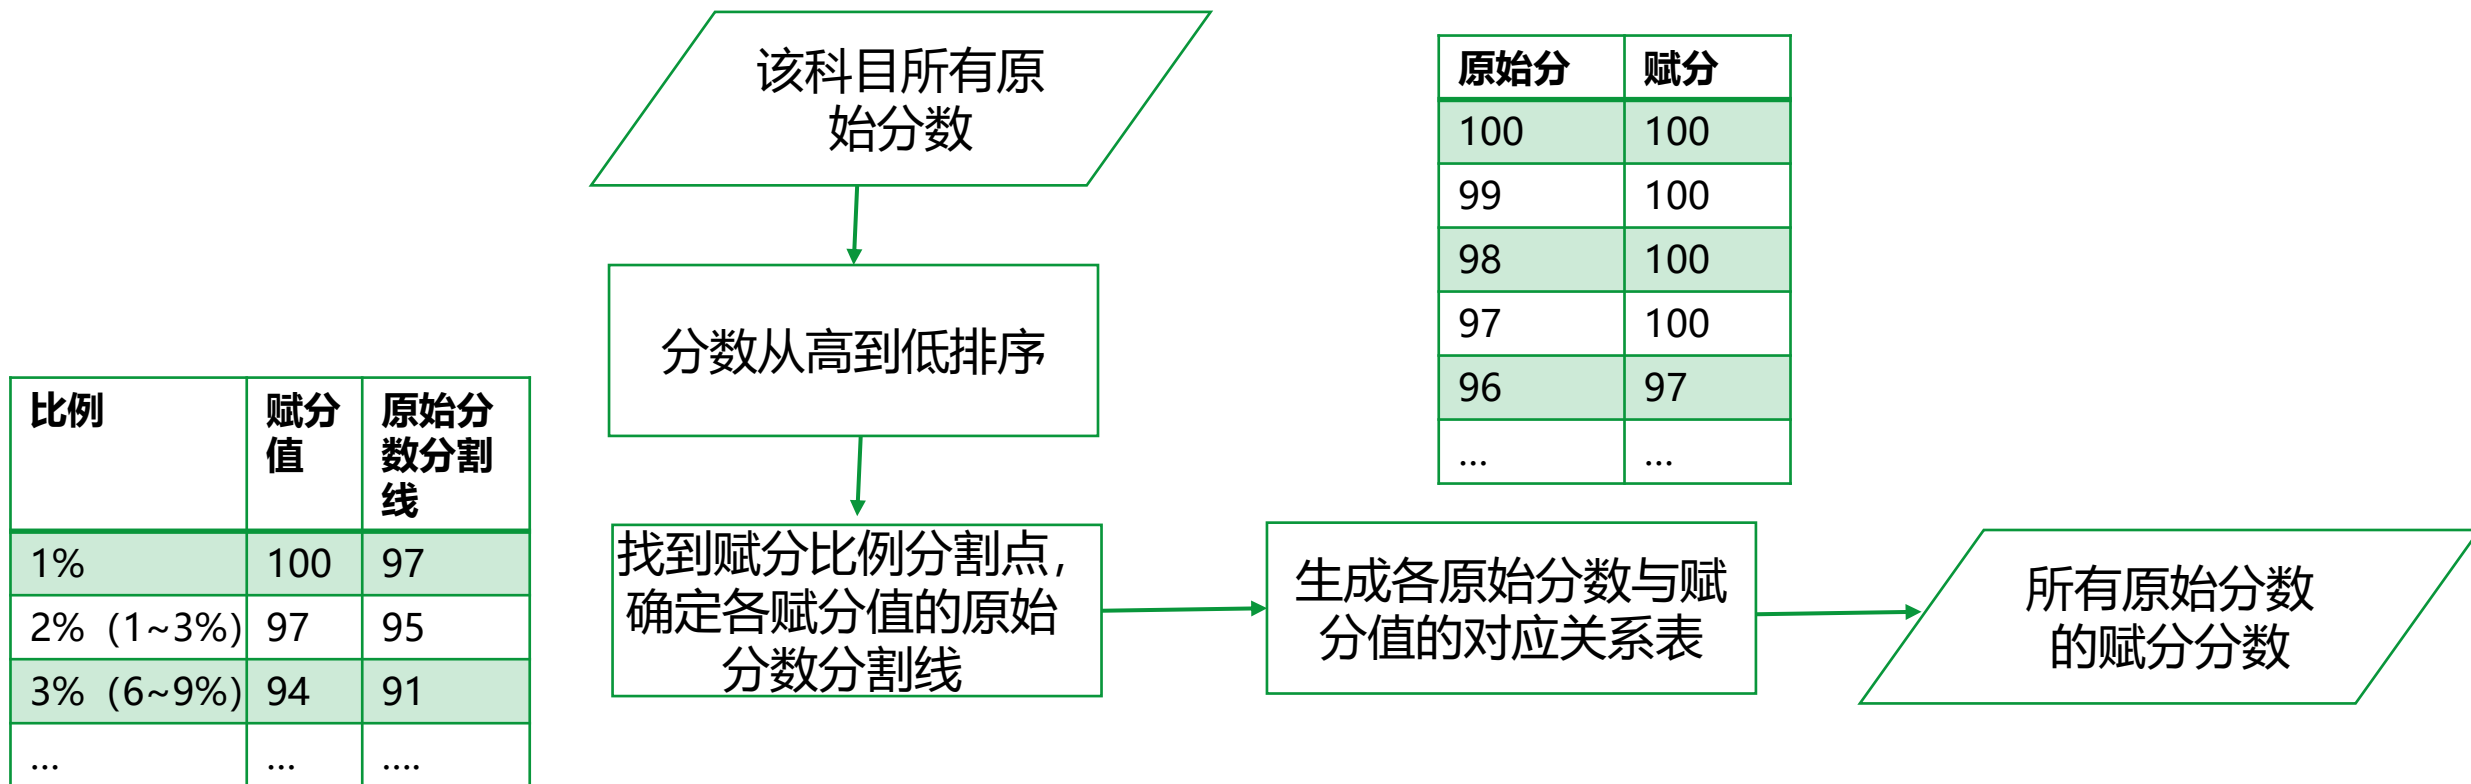 该科目所有原
始分数
分数从高到低排序
找到赋分比例分割点，
确定各赋分值的原始
分数分割线
生成各原始分数与赋
分值的对应关系表
所有原始分数
的赋分分数
比例 赋分 原始分
值 数分割
线
1% 100 97
2% (1~3%) 97 95
3% (6~9%) 94 91
... ... ....
原始分 赋分
100 100
99 100
98 100
97 100
96 97
... ...